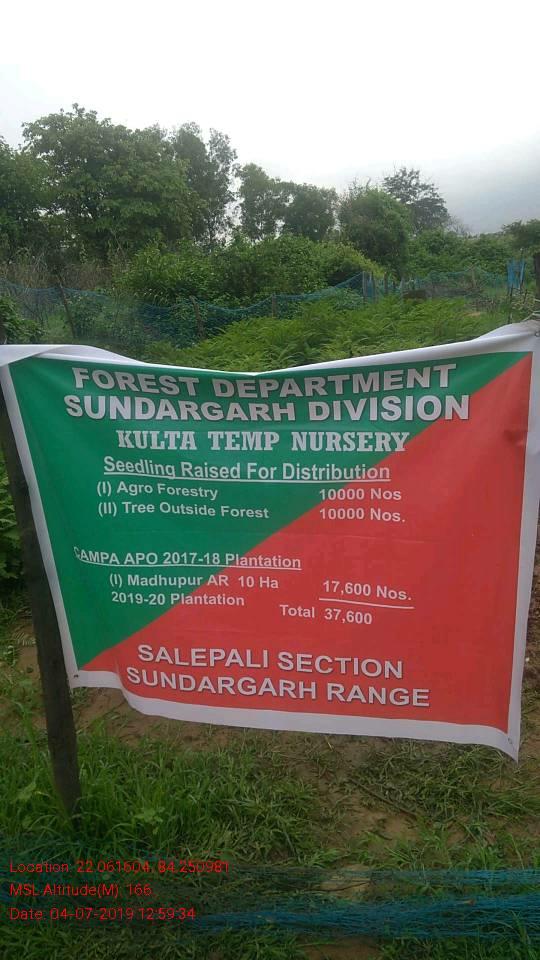 FOREST DEPARTMENT
SUNDARGARH DIVISION
KULTA TEMP NURSERY
Seedling Raised For Distribution
(I) Agro Forestry 10000 Nos
(II) Tree Outside Forest 10000 Nos.
CAMPA APO 2017-18 Plantation
(I) Madhupur AR 10 Ha 17,600 Nos.
2019-20 Plantation
Total 37,600
SALEPALI SECTION
SUNDARGARH RANGE
Location: 22.061604, 84.250981
MSL Altitude(M): 166
Date: 04-07-2019 12:59:34